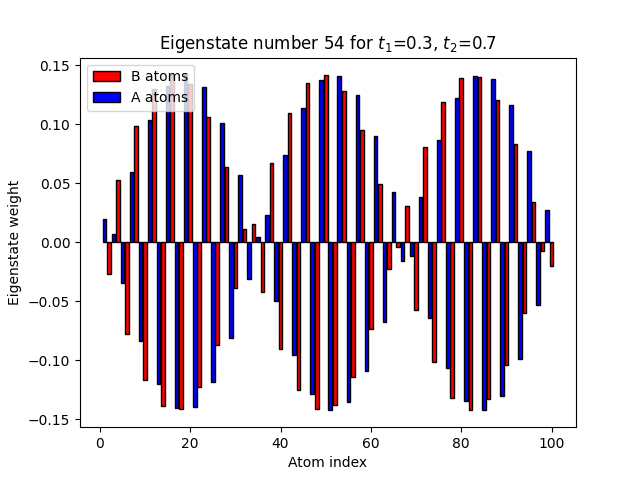 Eigenstate number 54 for t₁=0.3, t₂=0.7
B atoms
A atoms
Eigenstate weight
0.15
0.10
0.05
0.00
−0.05
−0.10
−0.15
0 20 40 60 80 100
Atom index